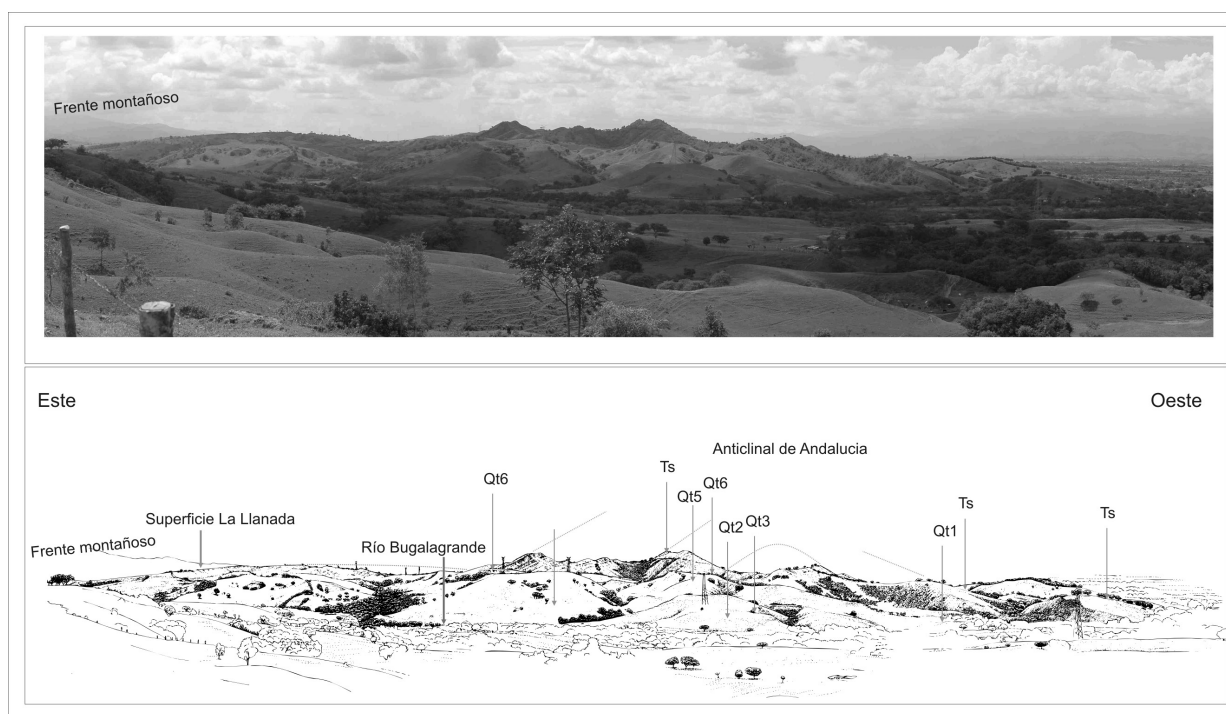 Frente montañoso
Este
Oeste
Anticlinal de Andalucia
Ts
Qt6
Qt6
Qt5
Ts
Ts
Superficie La Llanada
Qt2
Qt3
Qt1
Frente montañoso
Río Bugalagrande